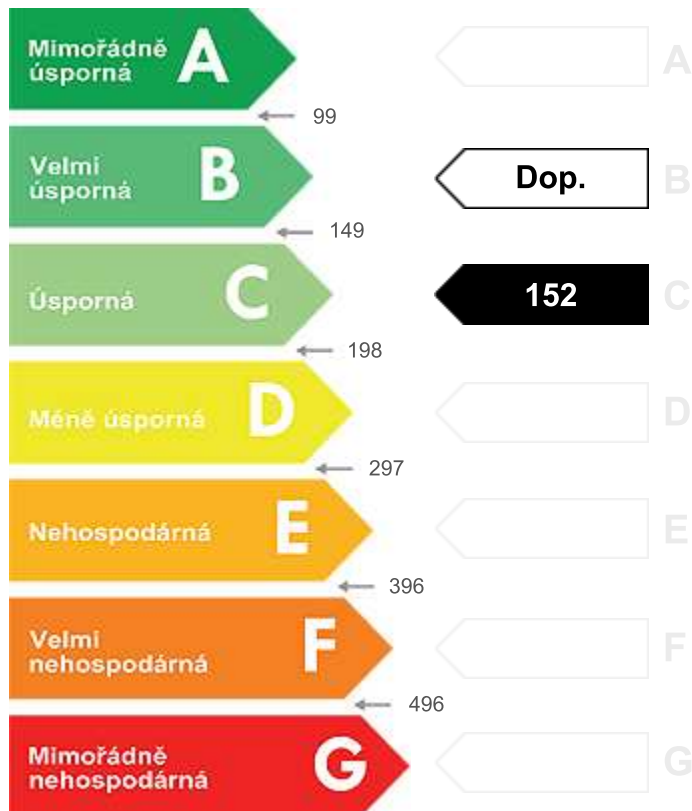 Mimořádně
úsporná
A
A
99
Velmi
úsporná
B
Dop.
B
149
Úsporná
C
152
C
198
Méně úsporná
D
D
297
Nehospodárná
E
E
396
Velmi
nehospodárná
F
F
496
Mimořádně
nehospodárná
G
G